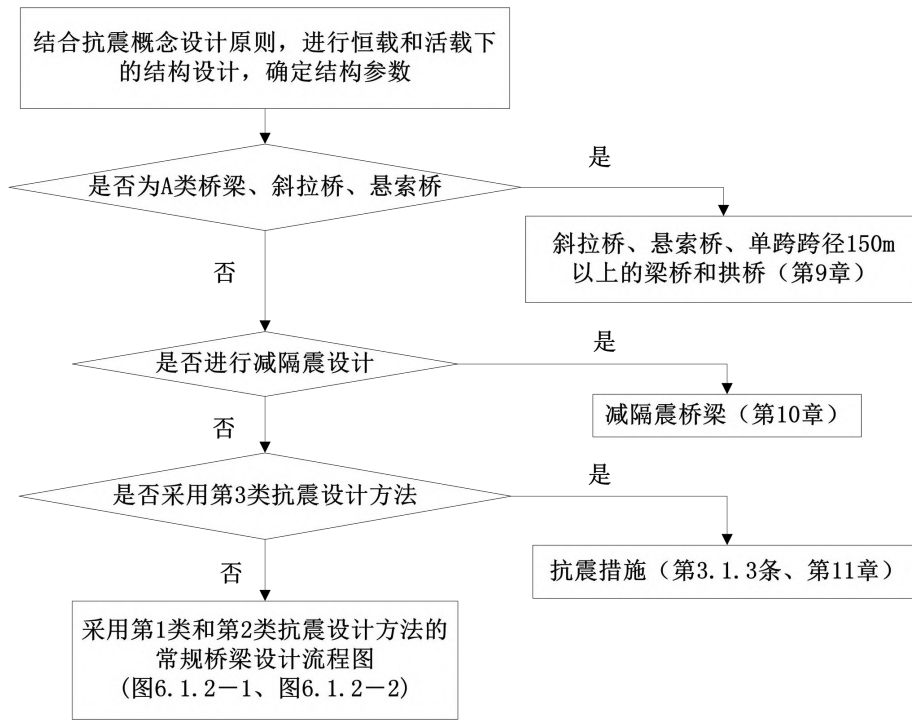 结合抗震概念设计原则，进行恒载和活载下
的结构设计，确定结构参数
是
是否为A类桥梁、斜拉桥、悬索桥
斜拉桥、悬索桥、单跨跨径150m
以上的梁桥和拱桥（第9章）
否
是
是否进行减隔震设计
减隔震桥梁（第10章）
否
是
是否采用第3类抗震设计方法
抗震措施（第3.1.3条、第11章）
否
采用第1类和第2类抗震设计方法的
常规桥梁设计流程图
(图6.1.2－1、图6.1.2－2)